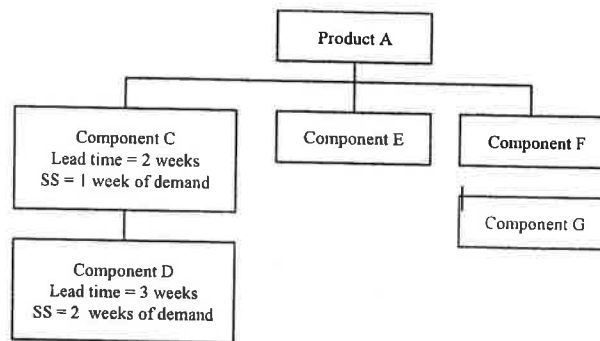 Product A
Component C
Lead time = 2 weeks
SS = 1 week of demand
Component E
Component F
Component G
Component D
Lead time = 3 weeks
SS = 2 weeks of demand